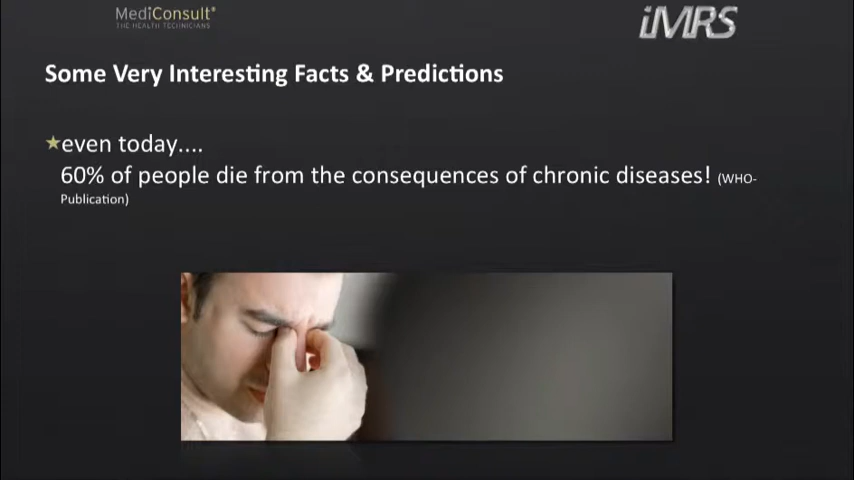 MediConsult®
THE HEALTH TECHNICIANS
iMRS
Some Very Interesting Facts & Predictions
★even today....
60% of people die from the consequences of chronic diseases! (WHO-
Publication)